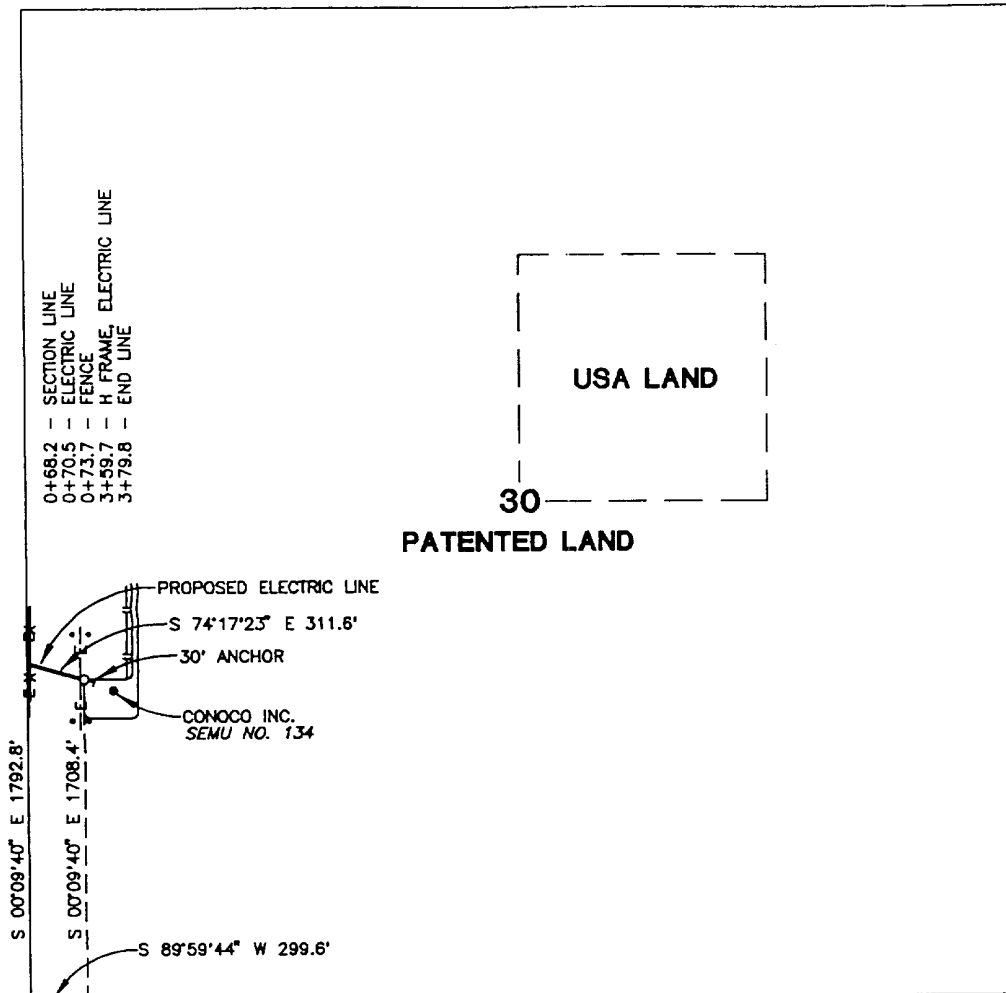 0+68.2 – SECTION LINE
0+70.5 – ELECTRIC LINE
0+73.7 – FENCE
3+59.7 – H FRAME, ELECTRIC LINE
3+79.8 – END LINE
USA LAND
30
PATENTED LAND
PROPOSED ELECTRIC LINE
S 74°17'23" E 311.6'
30' ANCHOR
CONOCO INC.
SEMU NO. 134
S 00°09'40" E 1792.8'
S 00°09'40" E 1708.4'
S 89°59'44" W 299.6'